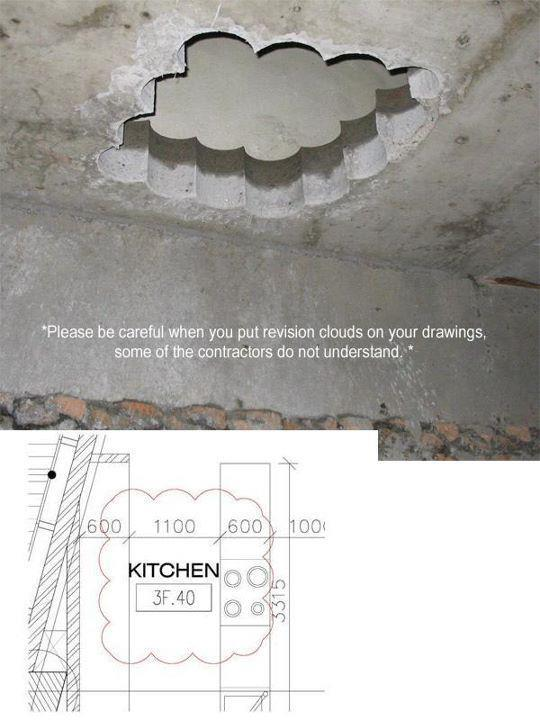 *Please be careful when you put revision clouds on your drawings,
some of the contractors do not understand. *
600 1100 600 100
KITCHEN
3F.40
3315